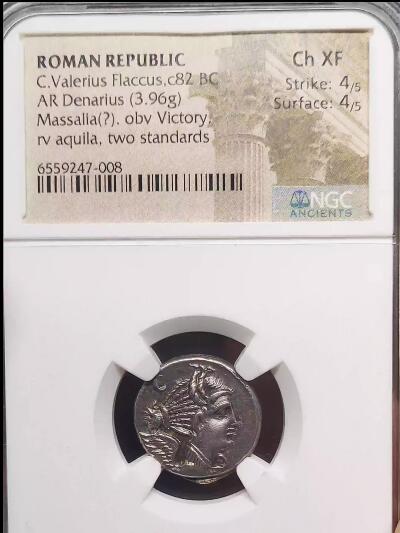 ROMAN REPUBLIC
C.Valerius Flaccus,c82 BC
AR Denarius (3.96g)
Massalia(?). obv Victory,
rv aquila, two standards
6559247-008
Ch XF
Strike: 4/5
Surface: 4/5
NGC
ANCIENTS
C